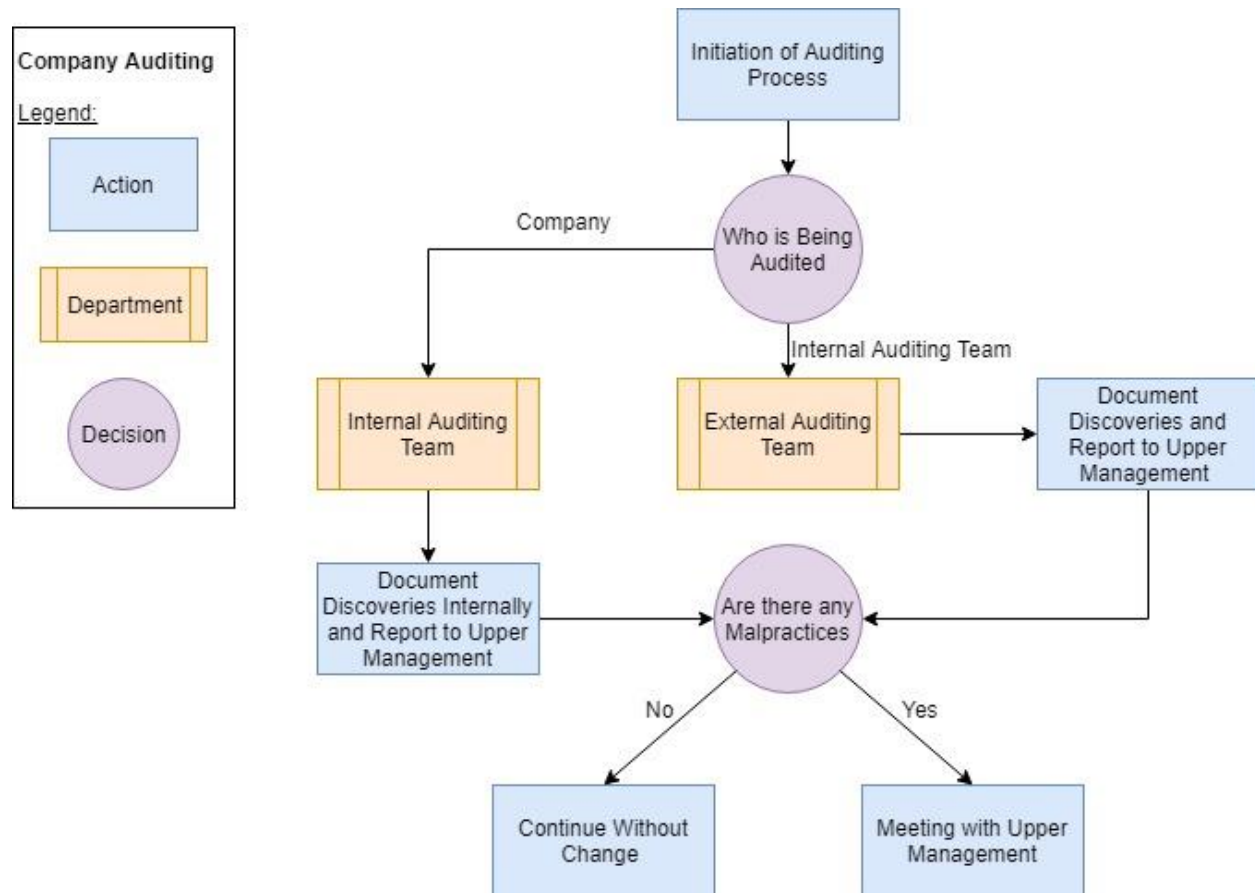 Company Auditing
Legend:
Action
Department
Decision
Initiation of Auditing
Process
Who is Being
Audited
Company
Internal Auditing Team
Internal Auditing
Team
External Auditing
Team
Document
Discoveries and
Report to Upper
Management
Document
Discoveries Internally
and Report to Upper
Management
Are there any
Malpractices
No
Yes
Continue Without
Change
Meeting with Upper
Management